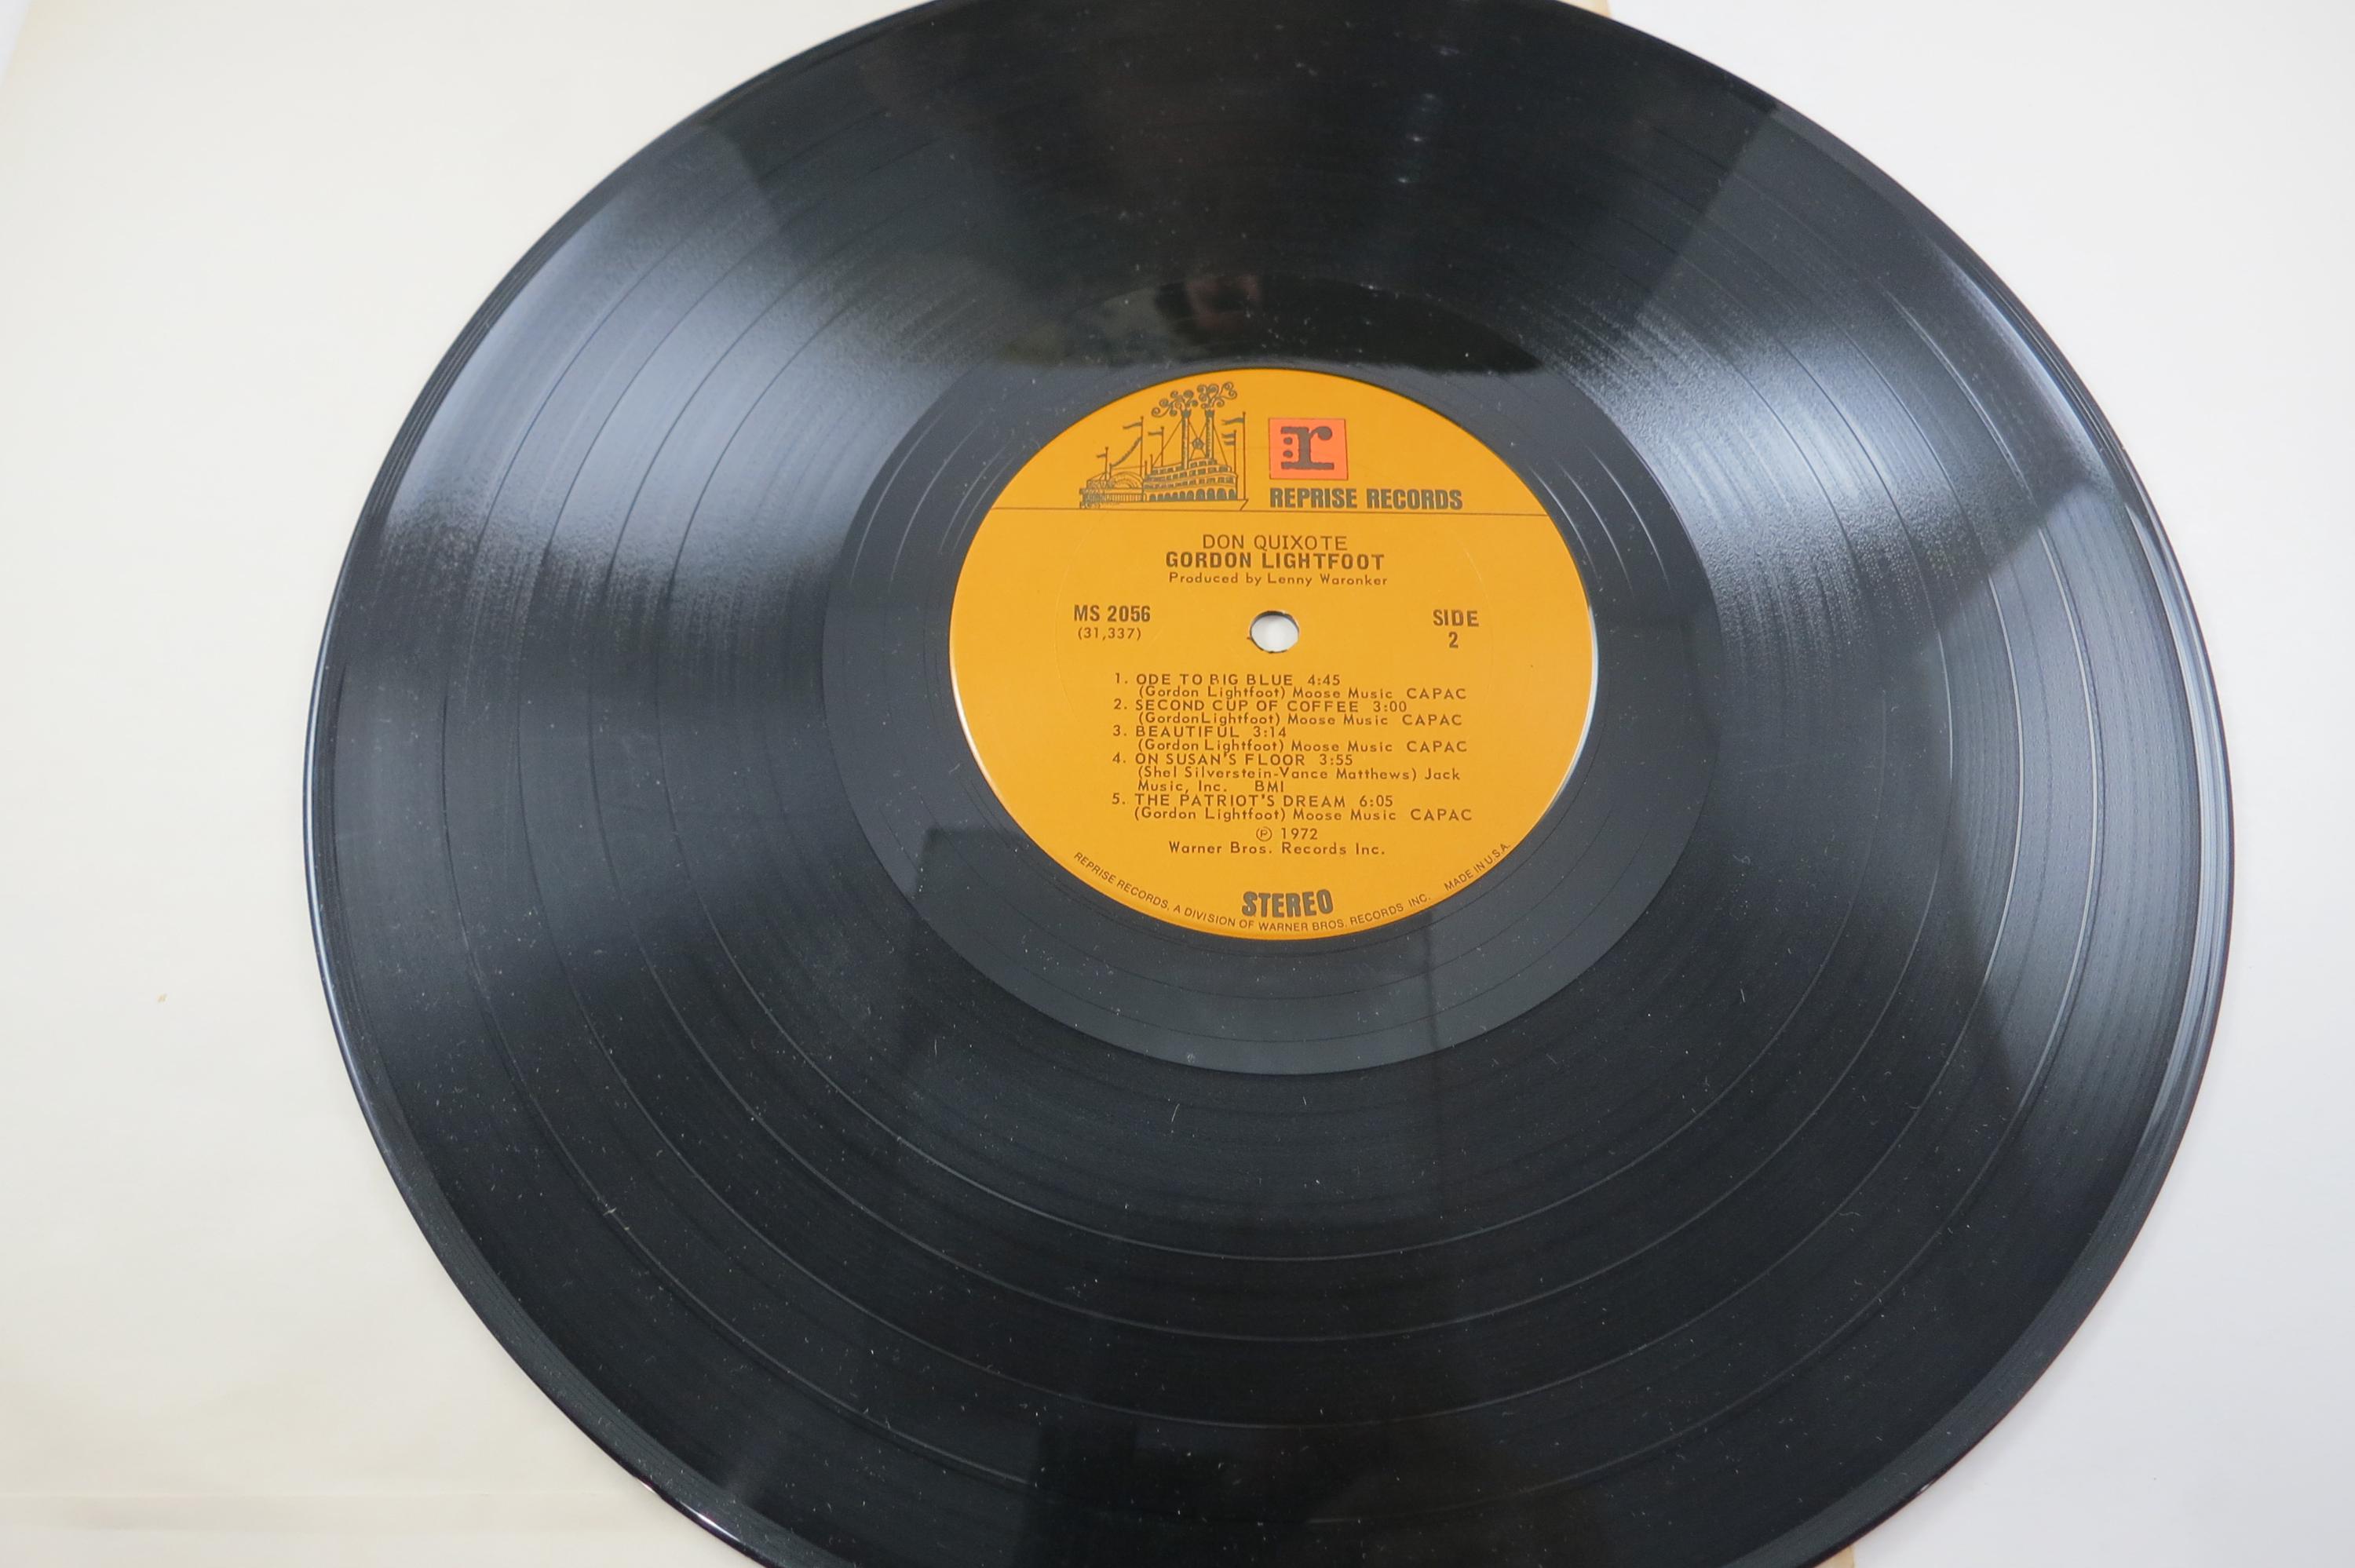 r
REPRISE RECORDS
DON QUIXOTE
GORDON LIGHTFOOT
Produced by Lenny Waronker
MS 2056
(31,337)
SIDE
2
1. ODE TO BIG BLUE 4:45
(Gordon Lightfoot) Moose Music CAPAC
2. SECOND CUP OF COFFEE 3:00
(GordonLightfoot) Moose Music CAPAC
3. BEAUTIFUL 3:14
(Gordon Lightfoot) Moose Music CAPAC
4. ON SUSAN'S FLOOR 3:55
(Shel Silverstein-Vance Matthews) Jack
Music, Inc. BMI
5. THE PATRIOT'S DREAM 6:05
(Gordon Lightfoot) Moose Music CAPAC
Ⓟ 1972
Warner Bros. Records Inc.
STEREO
REPRISE RECORDS, A DIVISION OF WARNER BROS. RECORDS INC. MADE IN U.S.A.